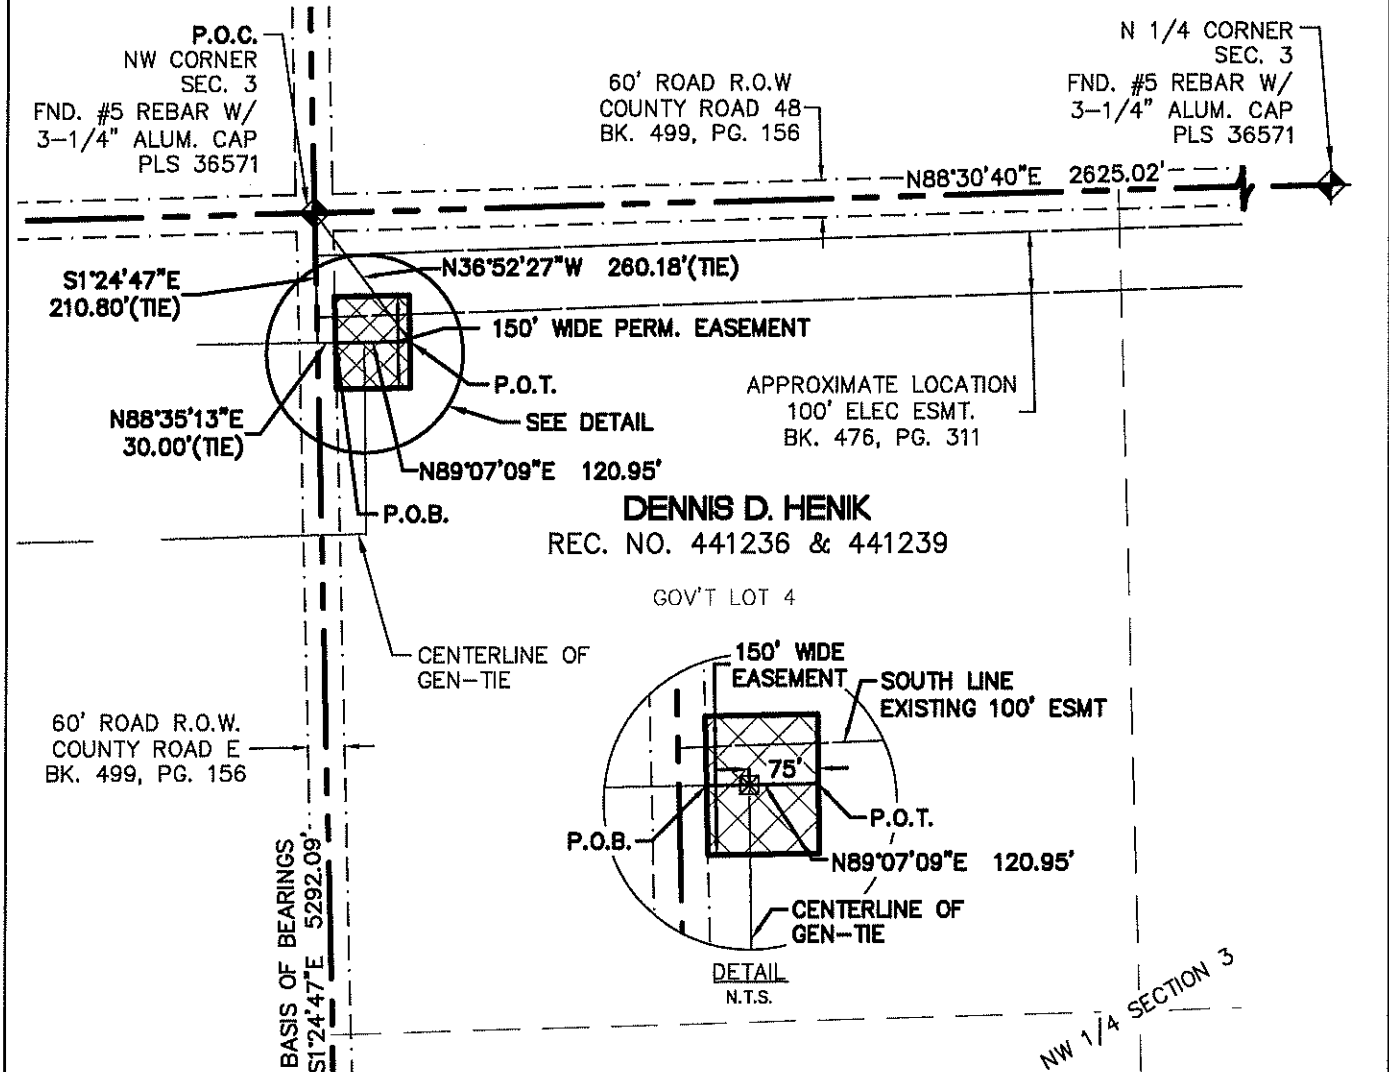 P.O.C.
NW CORNER
SEC. 3
FND. #5 REBAR W/
3-1/4" ALUM. CAP
PLS 36571
60' ROAD R.O.W
COUNTY ROAD 48
BK. 499, PG. 156
N 1/4 CORNER
SEC. 3
FND. #5 REBAR W/
3-1/4" ALUM. CAP
PLS 36571
N88°30'40"E 2625.02'
S1°24'47"E
210.80'(TIE)
N36°52'27"W 260.18'(TIE)
150' WIDE PERM. EASEMENT
P.O.T.
SEE DETAIL
N88°35'13"E
30.00'(TIE)
N89°07'09"E 120.95'
P.O.B.
APPROXIMATE LOCATION
100' ELEC ESMT.
BK. 476, PG. 311
DENNIS D. HENIK
REC. NO. 441236 & 441239
GOV'T LOT 4
CENTERLINE OF
GEN-TIE
60' ROAD R.O.W.
COUNTY ROAD E
BK. 499, PG. 156
150' WIDE
EASEMENT
SOUTH LINE
EXISTING 100' ESMT
75'
P.O.B.
P.O.T.
N89°07'09"E 120.95'
CENTERLINE OF
GEN-TIE
DETAIL
N.T.S.
BASIS OF BEARINGS
S1°24'47"E 5292.09'
NW 1/4 SECTION 3